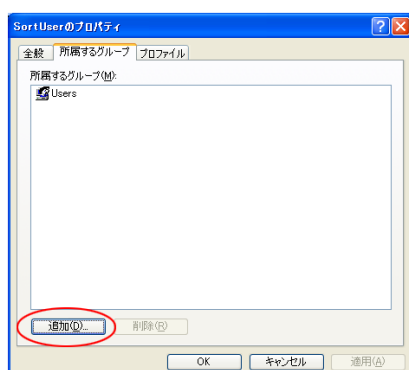 SortUserのプロパティ
全般 所属するグループ プロファイル
所属するグループ(M):
Users
追加(D)... 削除(R)
OK キャンセル 適用(A)